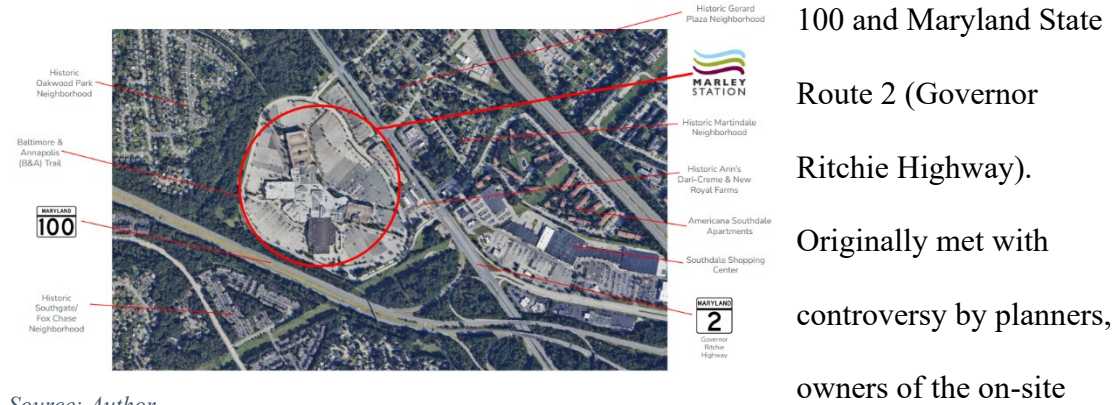 Historic Gerard
Plaza Neighborhood
MARLEY
STATION
Historic
Oakwood Park
Neighborhood
Historic Martindale
Neighborhood
Baltimore &
Annapolis
(B&A) Trail
Historic Ann's
Dari-Creme & New
Royal Farms
MARYLAND
100
Americana Southdale
Apartments
Southdale Shopping
Center
Historic
Southgate/
Fox Chase
Neighborhood
MARYLAND
2
Governor
Ritchie
Highway
Source: Author
100 and Maryland State
Route 2 (Governor
Ritchie Highway).
Originally met with
controversy by planners,
owners of the on-site